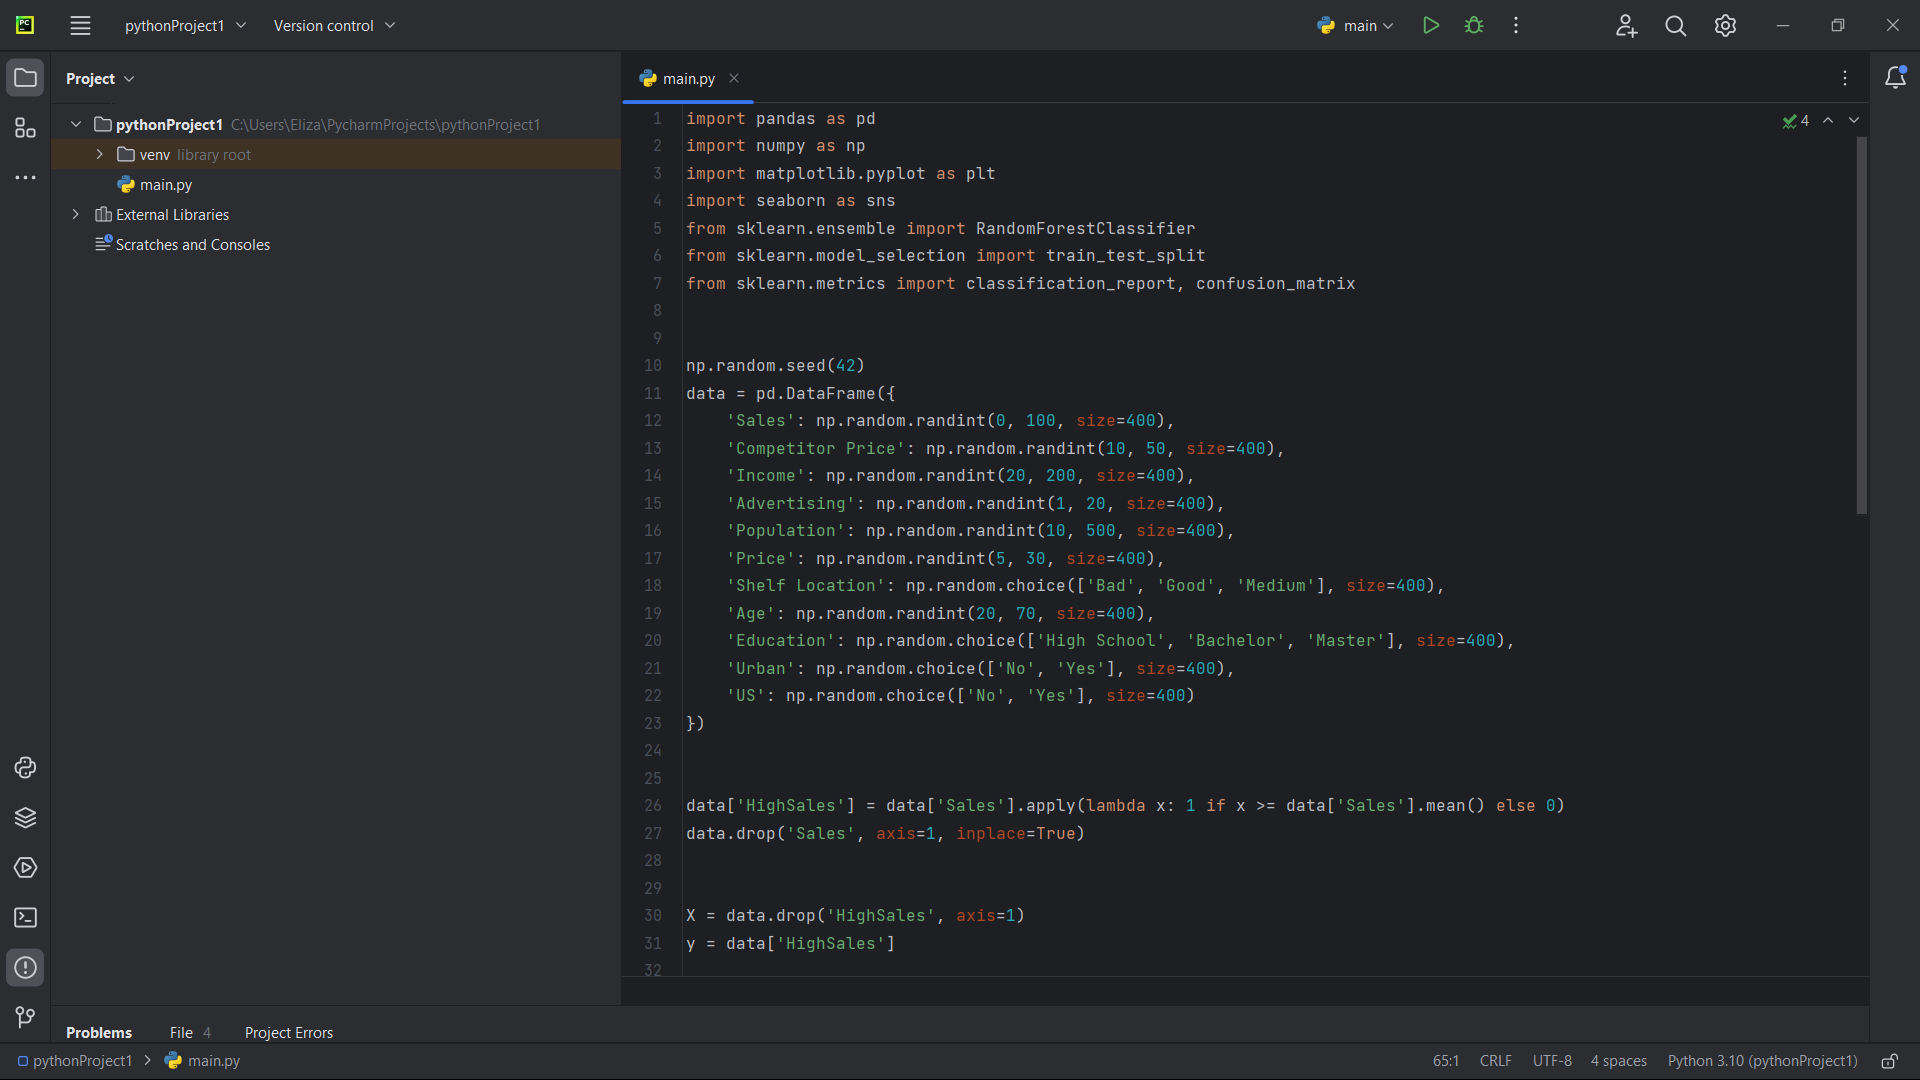 PC
pythonProject1
Version control
main
Project
pythonProject1 C:\Users\Eliza\PycharmProjects\pythonProject1
venv library root
main.py
External Libraries
Scratches and Consoles
main.py
4
1 import pandas as pd
2 import numpy as np
3 import matplotlib.pyplot as plt
4 import seaborn as sns
5 from sklearn.ensemble import RandomForestClassifier
6 from sklearn.model_selection import train_test_split
7 from sklearn.metrics import classification_report, confusion_matrix
8
9
10 np.random.seed(42)
11 data = pd.DataFrame({
12     'Sales': np.random.randint(0, 100, size=400),
13     'Competitor Price': np.random.randint(10, 50, size=400),
14     'Income': np.random.randint(20, 200, size=400),
15     'Advertising': np.random.randint(1, 20, size=400),
16     'Population': np.random.randint(10, 500, size=400),
17     'Price': np.random.randint(5, 30, size=400),
18     'Shelf Location': np.random.choice(['Bad', 'Good', 'Medium'], size=400),
19     'Age': np.random.randint(20, 70, size=400),
20     'Education': np.random.choice(['High School', 'Bachelor', 'Master'], size=400),
21     'Urban': np.random.choice(['No', 'Yes'], size=400),
22     'US': np.random.choice(['No', 'Yes'], size=400)
23 })
24
25
26 data['HighSales'] = data['Sales'].apply(lambda x: 1 if x >= data['Sales'].mean() else 0)
27 data.drop('Sales', axis=1, inplace=True)
28
29
30 X = data.drop('HighSales', axis=1)
31 y = data['HighSales']
32
Problems File 4 Project Errors
pythonProject1 main.py 65:1 CRLF UTF-8 4 spaces Python 3.10 (pythonProject1)